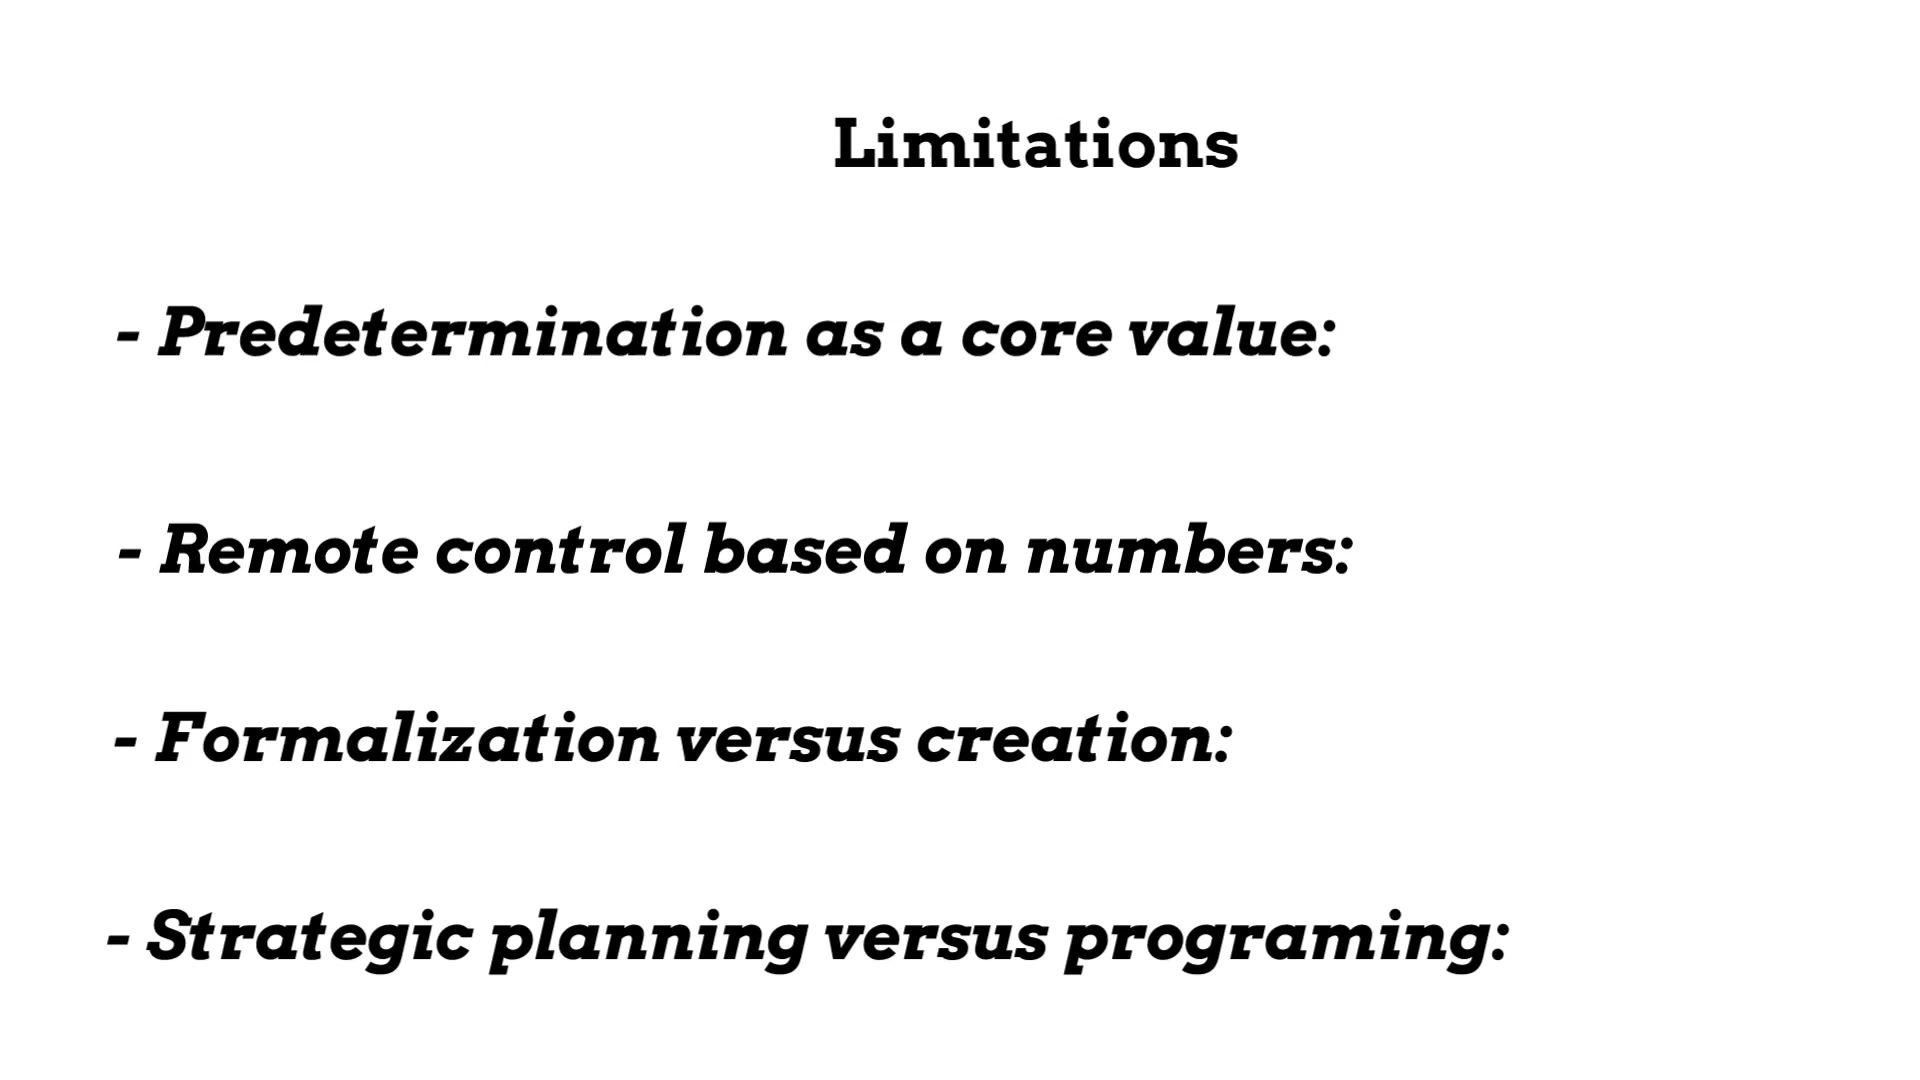 Limitations
- Predetermination as a core value:
- Remote control based on numbers:
- Formalization versus creation:
- Strategic planning versus programing: